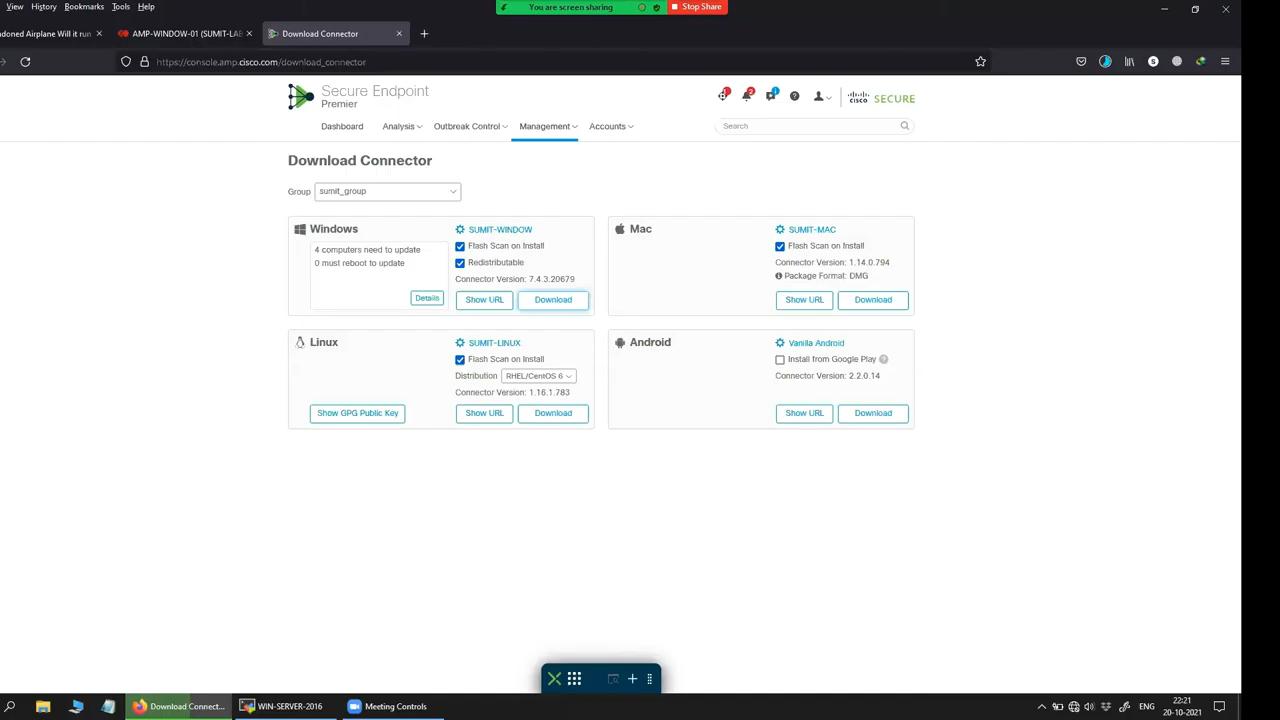 View History Bookmarks Tools Help
You are screen sharing Stop Share
doned Airplane Will it run AMP-WINDOW-01 (SUMIT-LAB Download Connector
https://console.amp.cisco.com/download_connector
Secure Endpoint
Premier
1 2 1 cisco SECURE
Dashboard Analysis Outbreak Control Management Accounts Search
Download Connector
Group sumit_group
Windows
4 computers need to update
0 must reboot to update
Details
SUMIT-WINDOW
Flash Scan on Install
Redistributable
Connector Version: 7.4.3.20679
Show URL Download
Mac
SUMIT-MAC
Flash Scan on Install
Connector Version: 1.14.0.794
Package Format: DMG
Show URL Download
Linux
Show GPG Public Key
SUMIT-LINUX
Flash Scan on Install
Distribution RHEL/CentOS 6
Connector Version: 1.16.1.783
Show URL Download
Android
Vanilla Android
Install from Google Play ?
Connector Version: 2.2.0.14
Show URL Download
Download Connect... WIN-SERVER-2016 Meeting Controls ENG 22:21
20-10-2021